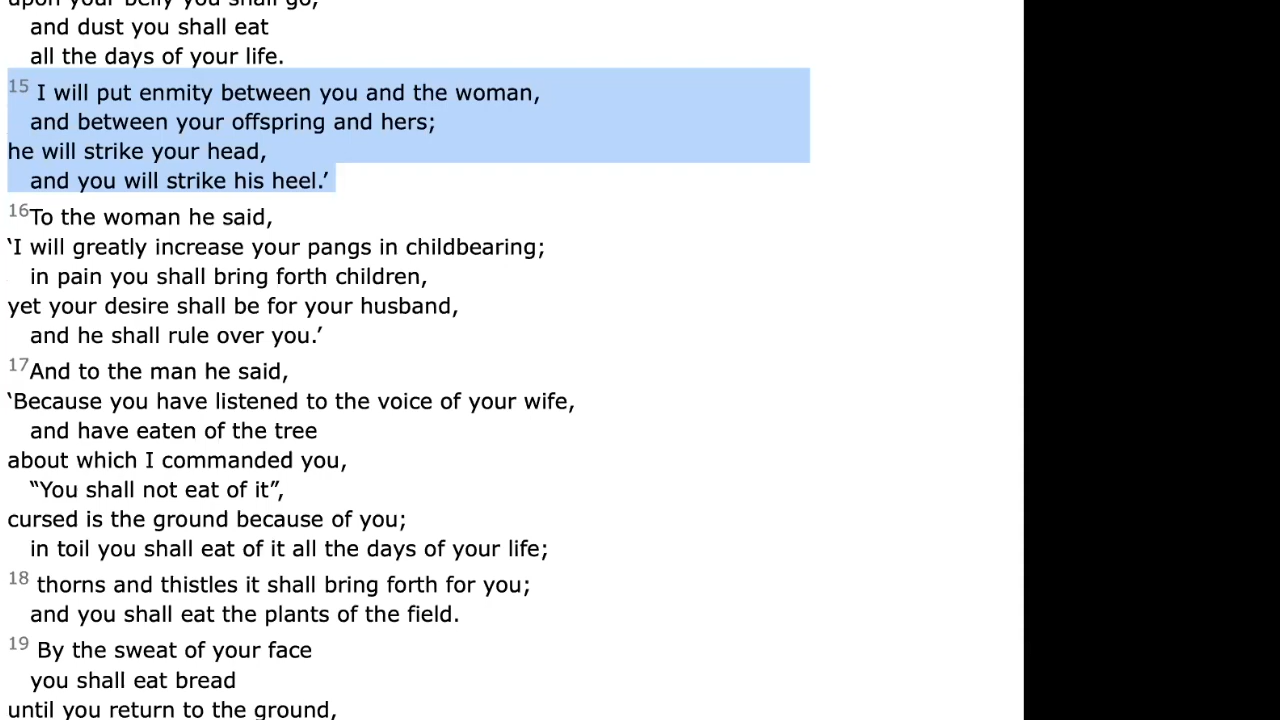 upon your belly you shall go,
and dust you shall eat
all the days of your life.
15 I will put enmity between you and the woman,
and between your offspring and hers;
he will strike your head,
and you will strike his heel.’
16To the woman he said,
‘I will greatly increase your pangs in childbearing;
in pain you shall bring forth children,
yet your desire shall be for your husband,
and he shall rule over you.’
17And to the man he said,
‘Because you have listened to the voice of your wife,
and have eaten of the tree
about which I commanded you,
“You shall not eat of it”,
cursed is the ground because of you;
in toil you shall eat of it all the days of your life;
18 thorns and thistles it shall bring forth for you;
and you shall eat the plants of the field.
19 By the sweat of your face
you shall eat bread
until you return to the ground,